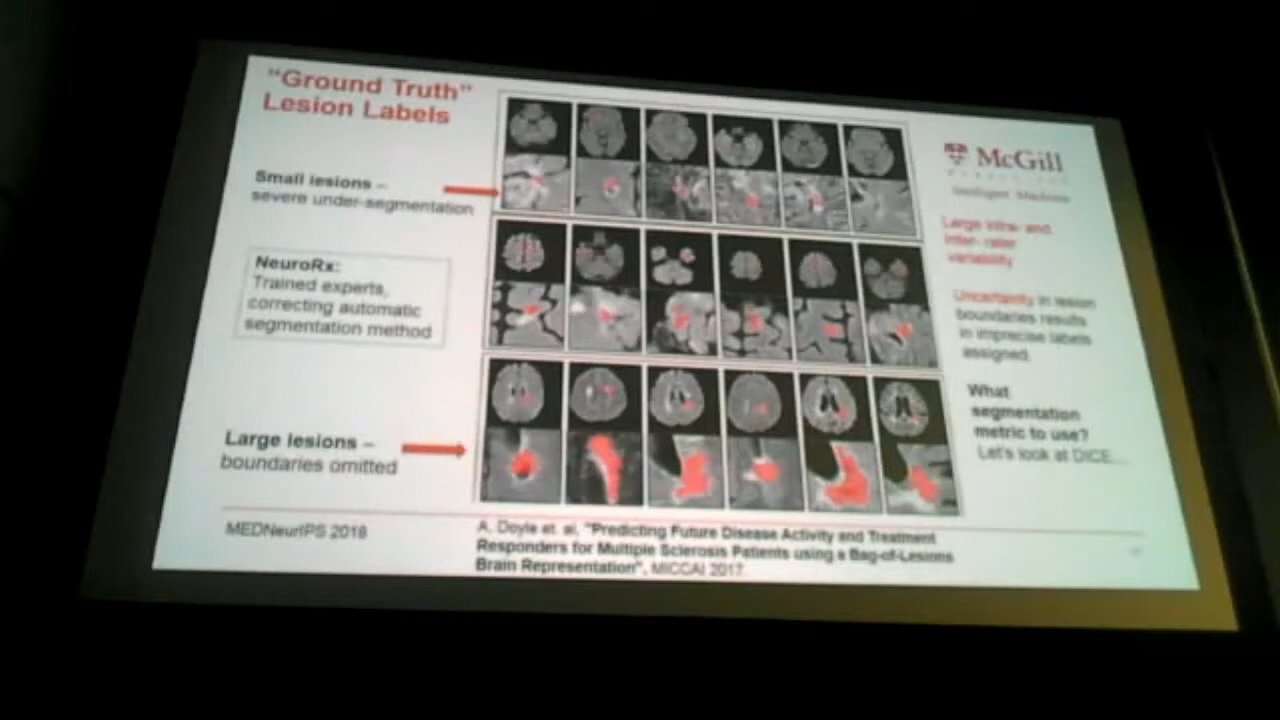 "Ground Truth"
Lesion Labels
Small lesions –
severe under-segmentation
NeuroRx:
Trained experts,
correcting automatic
segmentation method
Large lesions –
boundaries omitted
McGill
Large intra- and
inter- rater
variability
Uncertainty in lesion
boundaries results
in imprecise labels
assigned.
What
segmentation
metric to use?
Let's look at DICE...
MEDNeurIPS 2018
A. Doyle et. al, "Predicting Future Disease Activity and Treatment
Responders for Multiple Sclerosis Patients using a Bag-of-Lesions
Brain Representation", MICCAI 2017.